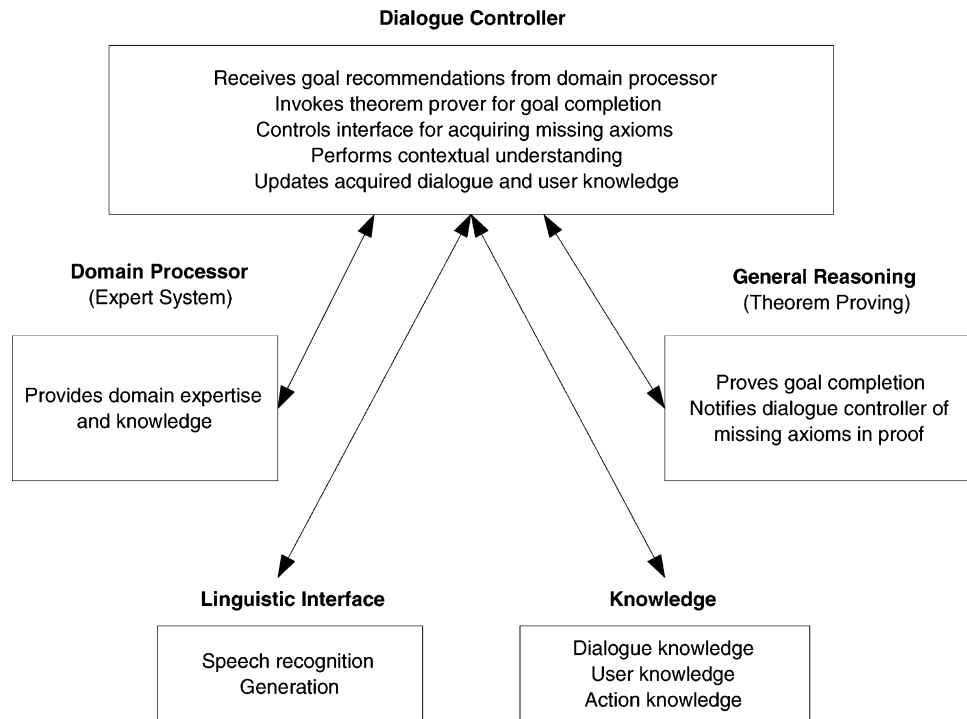 Dialogue Controller
Receives goal recommendations from domain processor
Invokes theorem prover for goal completion
Controls interface for acquiring missing axioms
Performs contextual understanding
Updates acquired dialogue and user knowledge
Domain Processor
(Expert System)
Provides domain expertise
and knowledge
General Reasoning
(Theorem Proving)
Proves goal completion
Notifies dialogue controller of
missing axioms in proof
Linguistic Interface
Speech recognition
Generation
Knowledge
Dialogue knowledge
User knowledge
Action knowledge